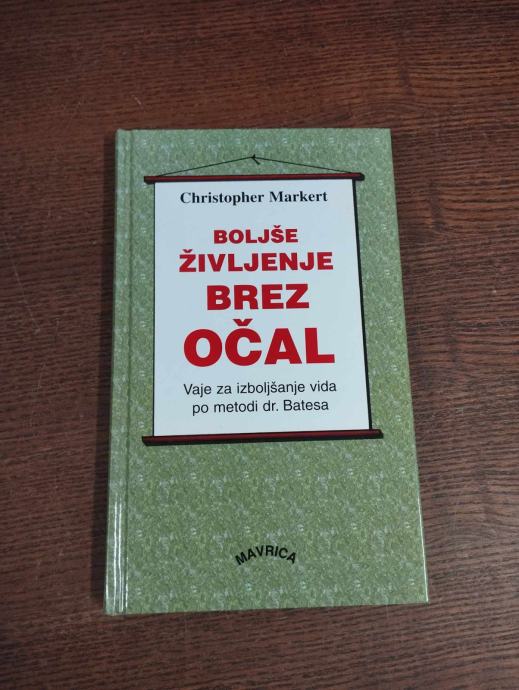 Christopher Markert
BOLJŠE
ŽIVLJENJE
BREZ
OČAL
Vaje za izboljšanje vida
po metodi dr. Batesa
MAVRICA